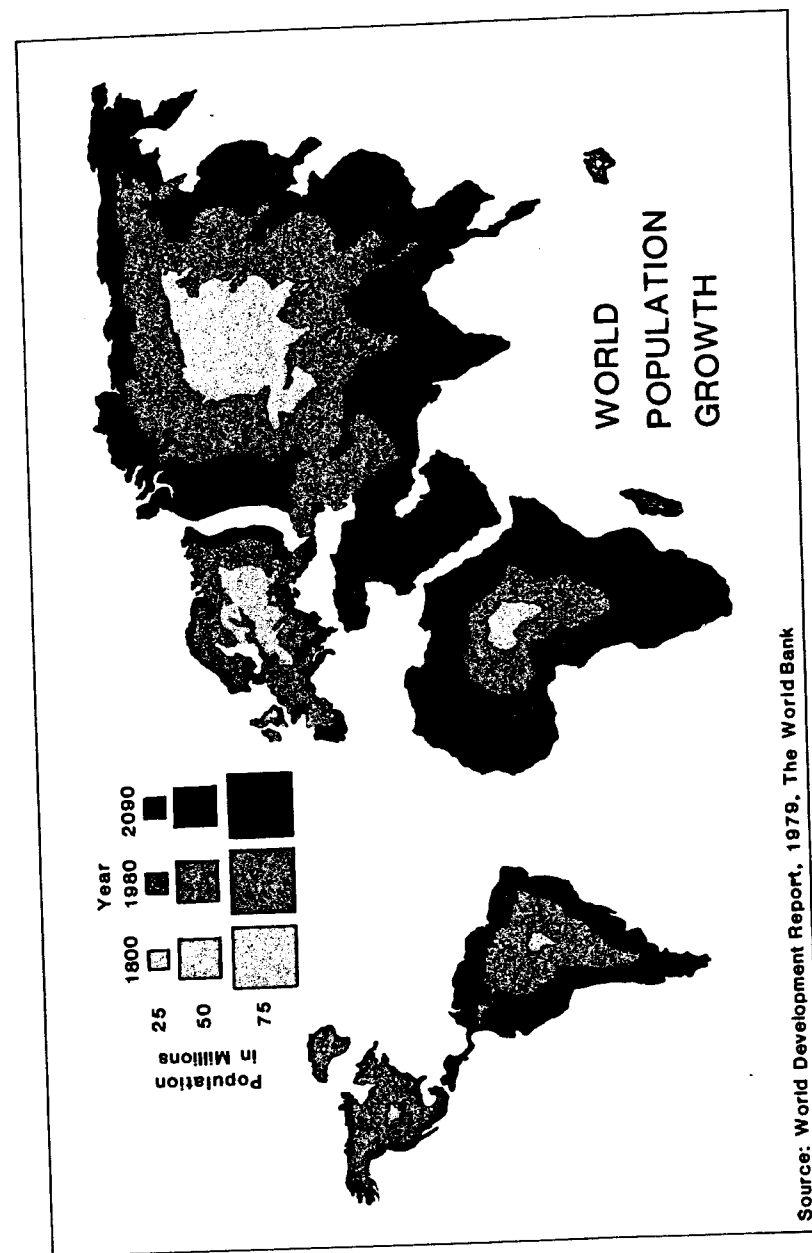 Year
1800 1980 2090
Population
in Millions
25
50
75
WORLD
POPULATION
GROWTH
Source: World Development Report, 1979, The World Bank